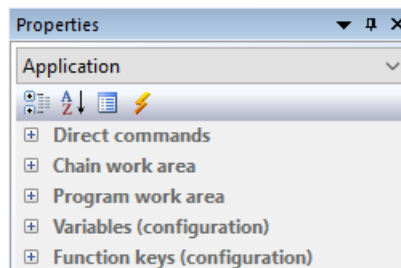 Properties
Application
Direct commands
Chain work area
Program work area
Variables (configuration)
Function keys (configuration)